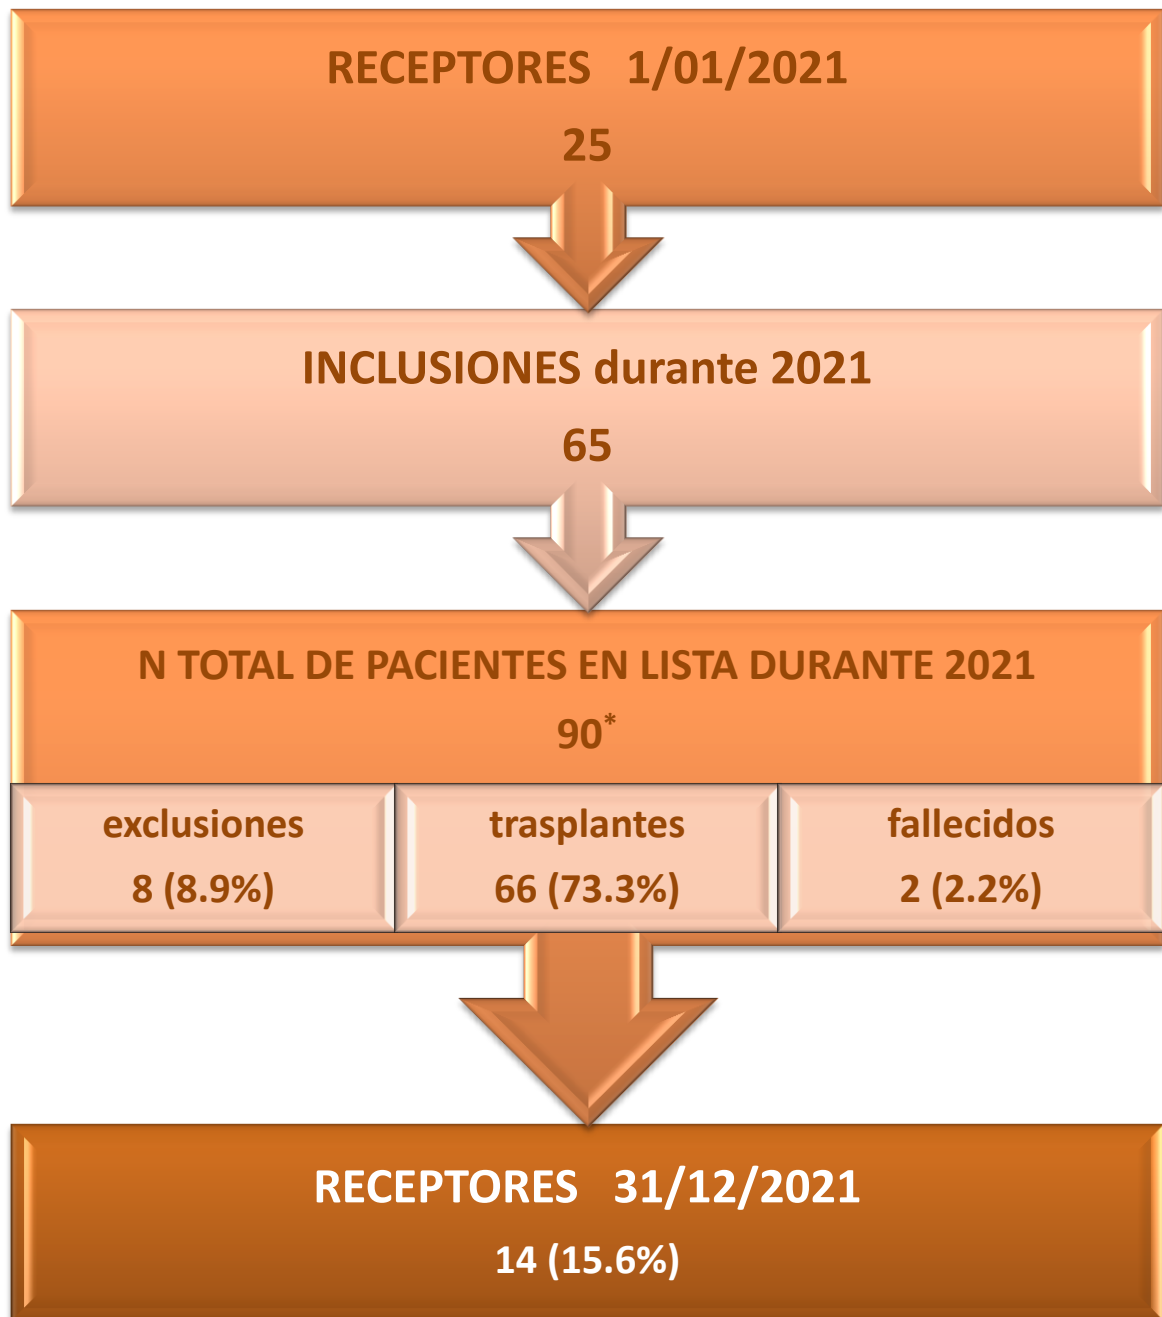 RECEPTORES 1/01/2021
25
INCLUSIONES durante 2021
65
N TOTAL DE PACIENTES EN LISTA DURANTE 2021
90*
exclusiones
8 (8.9%)
trasplantes
66 (73.3%)
fallecidos
2 (2.2%)
RECEPTORES 31/12/2021
14 (15.6%)